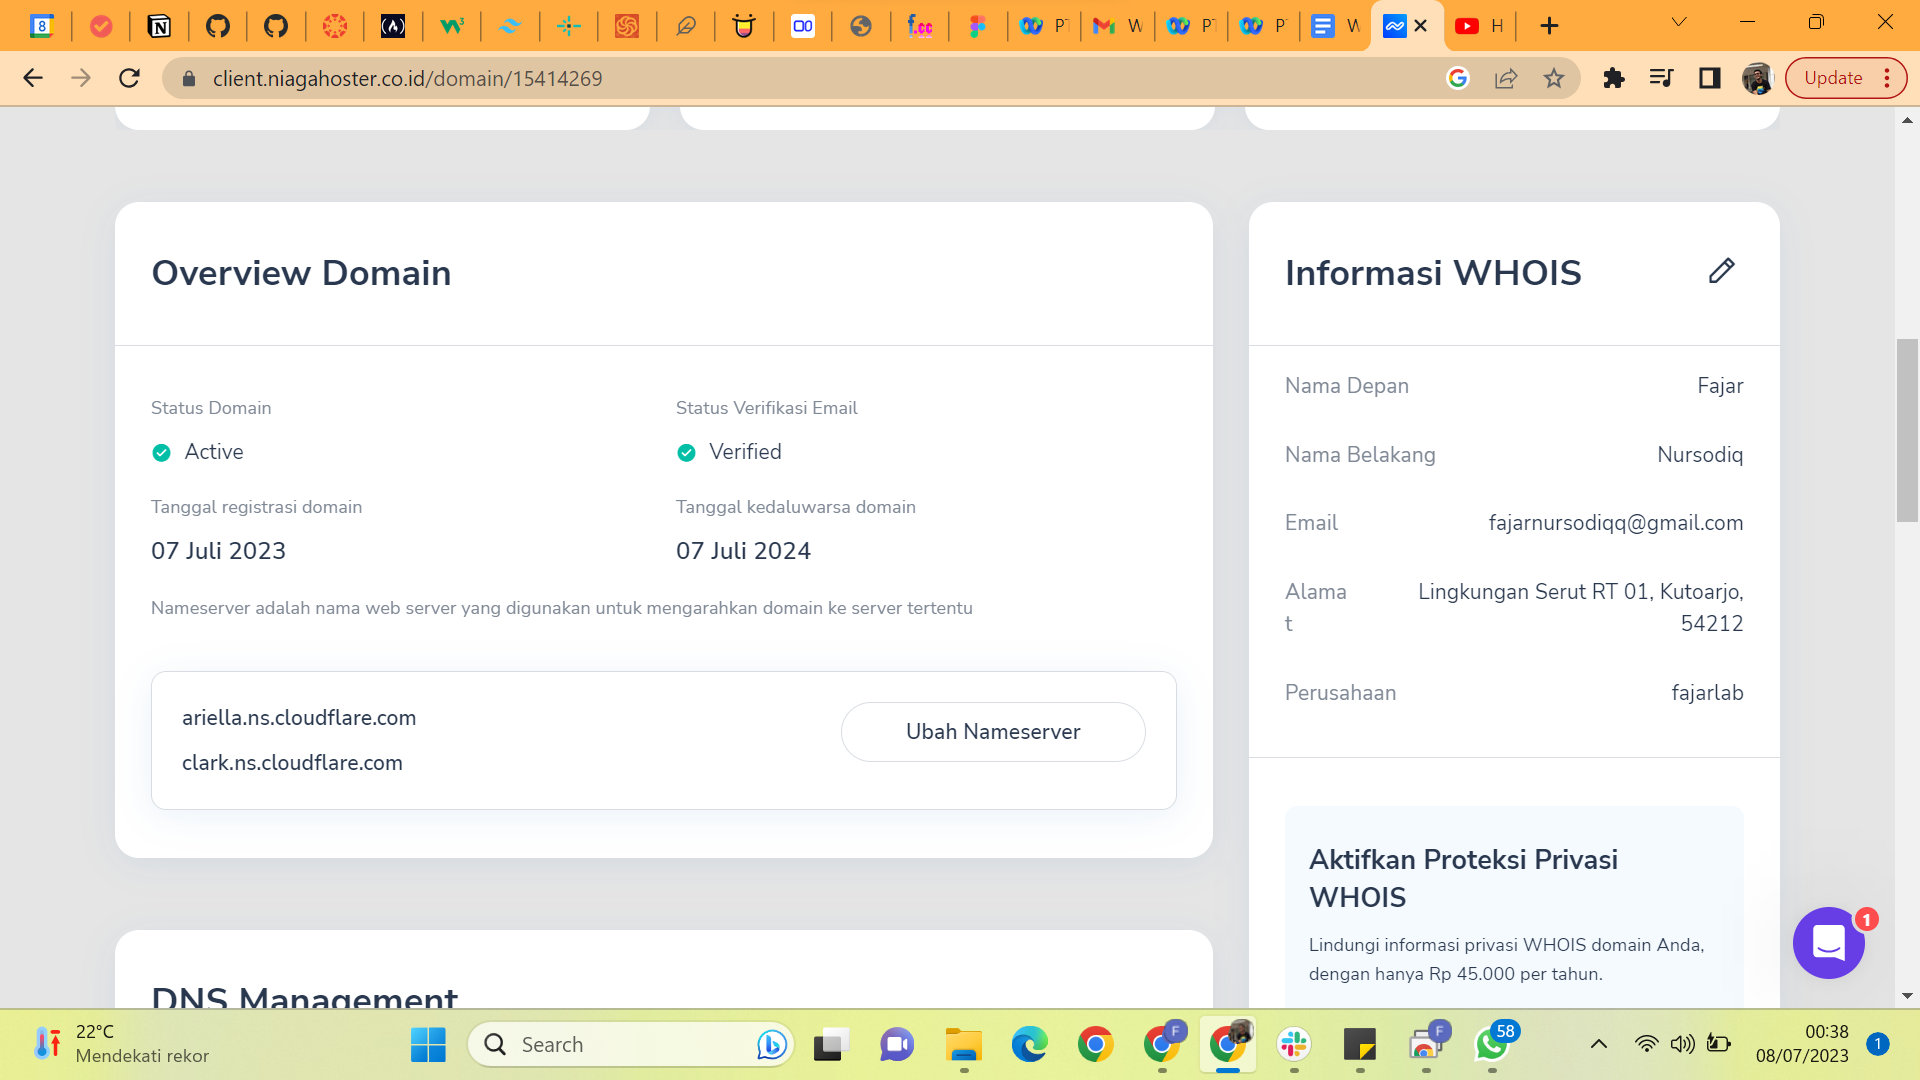 8
PT
W
PT
P
W
H
client.niagahoster.co.id/domain/15414269
Update
Overview Domain
Status Domain
Status Verifikasi Email
Active
Verified
Tanggal registrasi domain
Tanggal kedaluwarsa domain
07 Juli 2023
07 Juli 2024
Nameserver adalah nama web server yang digunakan untuk mengarahkan domain ke server tertentu
ariella.ns.cloudflare.com
clark.ns.cloudflare.com
Ubah Nameserver
DNS Management
Informasi WHOIS
Nama Depan Fajar
Nama Belakang Nursodiq
Email fajarnursodiqq@gmail.com
Alama Lingkungan Serut RT 01, Kutoarjo,
t 54212
Perusahaan fajarlab
Aktifkan Proteksi Privasi
WHOIS
Lindungi informasi privasi WHOIS domain Anda,
dengan hanya Rp 45.000 per tahun.
1
22°C
Mendekati rekor
Search
F
F
58
00:38
08/07/2023
1